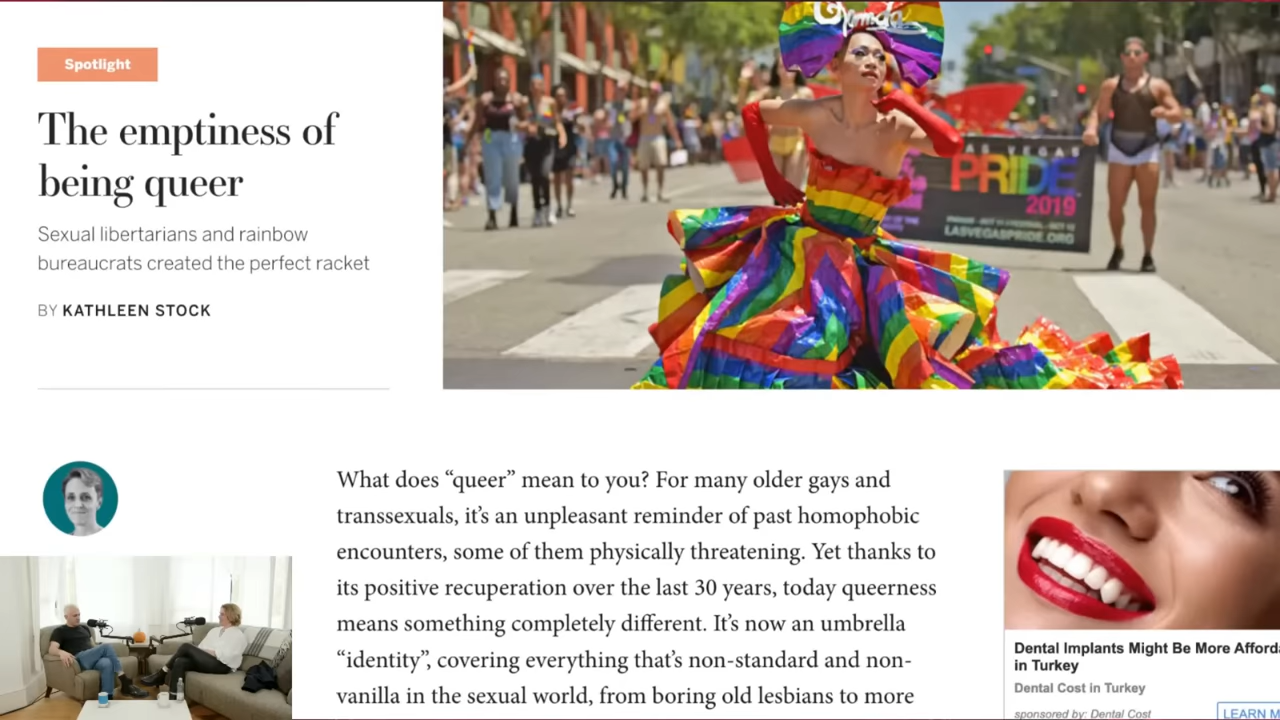 Spotlight
The emptiness of
being queer
Sexual libertarians and rainbow
bureaucrats created the perfect racket
BY KATHLEEN STOCK
LAS VEGAS
PRIDE
2019
LASVEGASPRIDE.ORG
What does “queer” mean to you? For many older gays and
transsexuals, it’s an unpleasant reminder of past homophobic
encounters, some of them physically threatening. Yet thanks to
its positive recuperation over the last 30 years, today queerness
means something completely different. It’s now an umbrella
“identity”, covering everything that’s non-standard and non-
vanilla in the sexual world, from boring old lesbians to more
Dental Implants Might Be More Afforda
in Turkey
Dental Cost in Turkey
sponsored by: Dental Cost
LEARN M